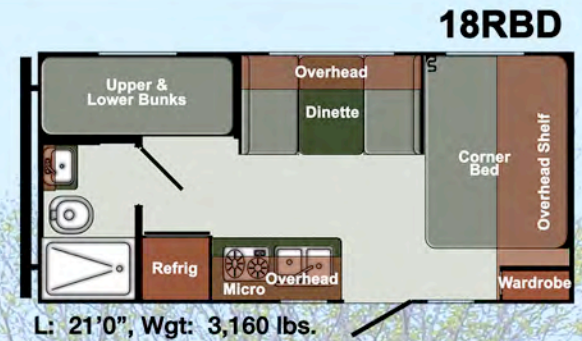 18RBD
Upper &
Lower Bunks
Overhead
Dinette
Corner
Bed
Overhead Shelf
Refrig
Micro
Overhead
Wardrobe
L: 21'0", Wgt: 3,160 lbs.